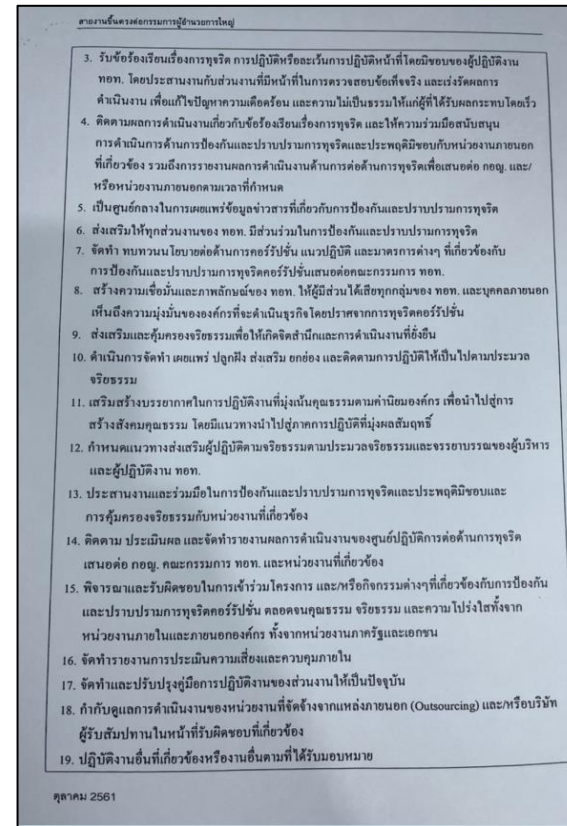 สายงานขึ้นตรงต่อกรรมการผู้อำนวยการใหญ่
3. รับข้อร้องเรียนเรื่องการทุจริต การปฏิบัติหรือละเว้นการปฏิบัติหน้าที่โดยมิชอบของผู้ปฏิบัติงาน
ทอท. โดยประสานงานกับส่วนงานที่มีหน้าที่ในการตรวจสอบข้อเท็จจริง และเร่งรัดผลการ
ดำเนินงาน เพื่อแก้ไขปัญหาความเดือดร้อน และความไม่เป็นธรรมให้แก่ผู้ที่ได้รับผลกระทบโดยเร็ว
4. ติดตามผลการดำเนินงานเกี่ยวกับข้อร้องเรียนเรื่องการทุจริต และให้ความร่วมมือสนับสนุน
การดำเนินการด้านการป้องกันและปราบปรามการทุจริตและประพฤติมิชอบกับหน่วยงานภายนอก
ที่เกี่ยวข้อง รวมถึงการรายงานผลการดำเนินงานด้านการต่อต้านการทุจริตเพื่อเสนอต่อ กอญ. และ/
หรือหน่วยงานภายนอกตามเวลาที่กำหนด
5. เป็นศูนย์กลางในการเผยแพร่ข้อมูลข่าวสารที่เกี่ยวกับการป้องกันและปราบปรามการทุจริต
6. ส่งเสริมให้ทุกส่วนงานของ ทอท. มีส่วนร่วมในการป้องกันและปราบปรามการทุจริต
7. จัดทำ ทบทวนนโยบายต่อต้านการคอร์รัปชั่น แนวปฏิบัติ และมาตรการต่างๆ ที่เกี่ยวข้องกับ
การป้องกันและปราบปรามการทุจริตคอร์รัปชั่นเสนอต่อคณะกรรมการ ทอท.
8. สร้างความเชื่อมั่นและภาพลักษณ์ของ ทอท. ให้ผู้มีส่วนได้เสียทุกกลุ่มของ ทอท. และบุคคลภายนอก
เห็นถึงความมุ่งมั่นขององค์กรที่จะดำเนินธุรกิจโดยปราศจากการทุจริตคอร์รัปชั่น
9. ส่งเสริมและคุ้มครองจริยธรรมเพื่อให้เกิดจิตสำนึกและการดำเนินงานที่ยั่งยืน
10. ดำเนินการจัดทำ เผยแพร่ ปลูกฝัง ส่งเสริม ยกย่อง และติดตามการปฏิบัติให้เป็นไปตามประมวล
จริยธรรม
11. เสริมสร้างบรรยากาศในการปฏิบัติงานที่มุ่งเน้นคุณธรรมตามค่านิยมองค์กร เพื่อนำไปสู่การ
สร้างสังคมคุณธรรม โดยมีแนวทางนำไปสู่ภาคการปฏิบัติที่มุ่งผลสัมฤทธิ์
12. กำหนดแนวทางส่งเสริมผู้ปฏิบัติตามจริยธรรมตามประมวลจริยธรรมและจรรยาบรรณของผู้บริหาร
และผู้ปฏิบัติงาน ทอท.
13. ประสานงานและร่วมมือในการป้องกันและปราบปรามการทุจริตและประพฤติมิชอบและ
การคุ้มครองจริยธรรมกับหน่วยงานที่เกี่ยวข้อง
14. ติดตาม ประเมินผล และจัดทำรายงานผลการดำเนินงานของศูนย์ปฏิบัติการต่อต้านการทุจริต
เสนอต่อ กอญ. คณะกรรมการ ทอท. และหน่วยงานที่เกี่ยวข้อง
15. พิจารณาและรับผิดชอบในการเข้าร่วมโครงการ และ/หรือกิจกรรมต่างๆที่เกี่ยวข้องกับการป้องกัน
และปราบปรามการทุจริตคอร์รัปชั่น ตลอดจนคุณธรรม จริยธรรม และความโปร่งใสทั้งจาก
หน่วยงานภายในและภายนอกองค์กร ทั้งจากหน่วยงานภาครัฐและเอกชน
16. จัดทำรายงานการประเมินความเสี่ยงและควบคุมภายใน
17. จัดทำและปรับปรุงคู่มือการปฏิบัติงานของส่วนงานให้เป็นปัจจุบัน
18. กำกับดูแลการดำเนินงานของหน่วยงานที่จัดจ้างจากแหล่งภายนอก (Outsourcing) และ/หรือบริษัท
ผู้รับสัมปทานในหน้าที่รับผิดชอบที่เกี่ยวข้อง
19. ปฏิบัติงานอื่นที่เกี่ยวข้องหรืองานอื่นตามที่ได้รับมอบหมาย
ตุลาคม 2561